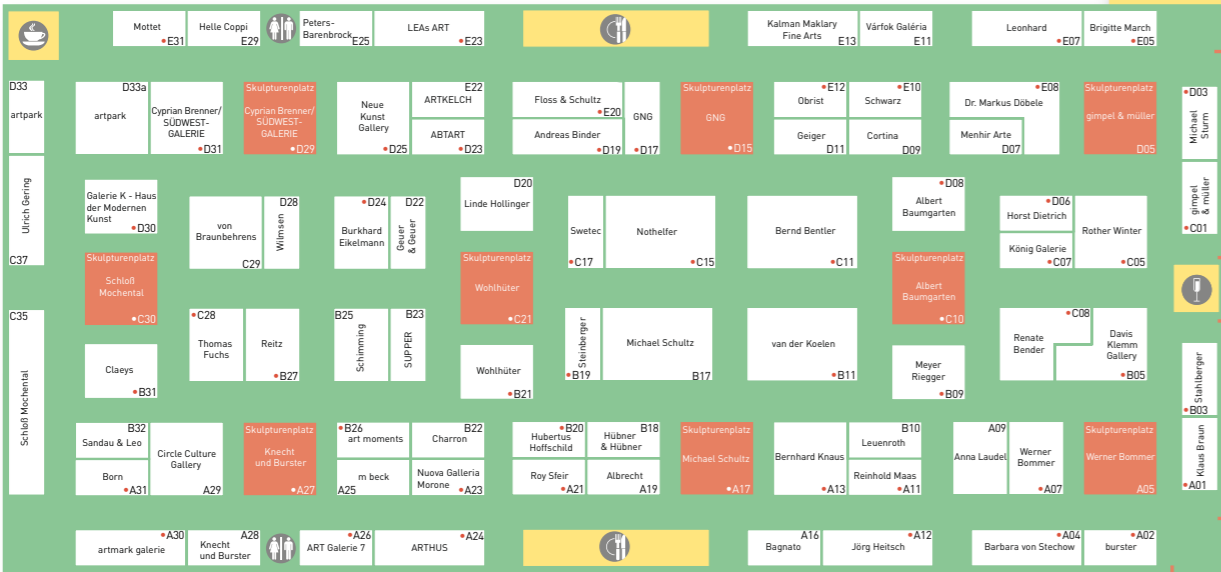 Mottet
E31
Helle Coppi
E29
Peters-
Barenbrock
E25
LEAs ART
E23
Kalman Maklary
Fine Arts
E13
Várfok Galéria
E11
Leonhard
E07
Brigitte March
E05
D33
artpark
D33a
artpark
Cyprian Brenner/
SÜDWEST-
GALERIE
D31
Skulpturenplatz
Cyprian Brenner/
SÜDWEST-
GALERIE
D29
Neue
Kunst
Gallery
D25
E22
ARTKELCH
ABTART
D23
Floss & Schultz
E20
Andreas Binder
D19
GNG
D17
Skulpturenplatz
GNG
D15
E12
Obrist
E10
Schwarz
Geiger
D11
Cortina
D09
E08
Dr. Markus Döbele
Menhir Arte
D07
Skulpturenplatz
gimpel & müller
D05
D03
Michael
Sturm
gimpel
& müller
C01
Ulrich Gering
C37
Galerie K - Haus
der Modernen
Kunst
D30
von
Braunbehrens
C29
D28
Wilmsen
D24
Burkhard
Eikelmann
D22
Geuer
& Geuer
D20
Linde Hollinger
Swetec
C17
Nothelfer
C15
Bernd Bentler
C11
D08
Albert
Baumgarten
D06
Horst Dietrich
König Galerie
C07
Rother Winter
C05
Skulpturenplatz
Schloß
Mochental
C30
Skulpturenplatz
Wohlhüter
C21
Skulpturenplatz
Albert
Baumgarten
C10
C35
Schloß Mochental
Claeys
B31
C28
Thomas
Fuchs
Reitz
B27
B25
Schimming
B23
SUPPER
Wohlhüter
B21
Steinberger
B19
Michael Schultz
B17
van der Koelen
B11
Meyer
Riegger
B09
C08
Renate
Bender
Davis
Klemm
Gallery
B05
Stahlberger
B03
B32
Sandau & Leo
Born
A31
Circle Culture
Gallery
A29
Skulpturenplatz
Knecht
und Burster
A27
B26
art moments
m beck
A25
B22
Charron
Nuova Galleria
Morone
A23
B20
Hubertus
Hoffschild
B18
Hübner
& Hübner
Roy Sfeir
A21
Albrecht
A19
Skulpturenplatz
Michael Schultz
A17
Bernhard Knaus
A13
B10
Leuenroth
Reinhold Maas
A11
A09
Anna Laudel
Werner
Bommer
A07
Skulpturenplatz
Werner Bommer
A05
Klaus Braun
A01
A30
artmark galerie
A28
Knecht
und Burster
A26
ART Galerie 7
A24
ARTHUS
A16
Bagnato
A12
Jörg Heitsch
A04
Barbara von Stechow
A02
burster